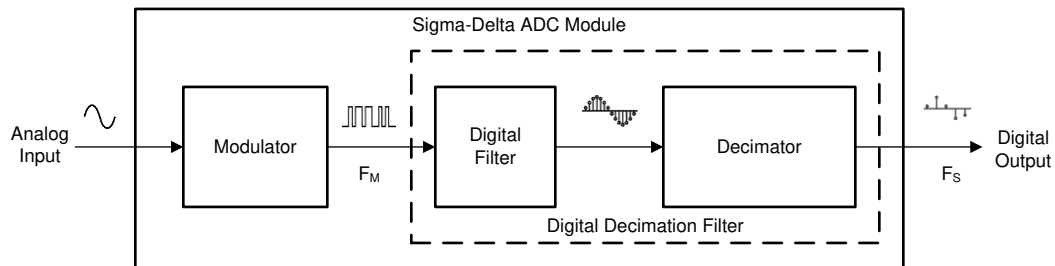 Sigma-Delta ADC Module
Analog
Input
Modulator
F_M
Digital
Filter
Decimator
Digital Decimation Filter
F_S
Digital
Output